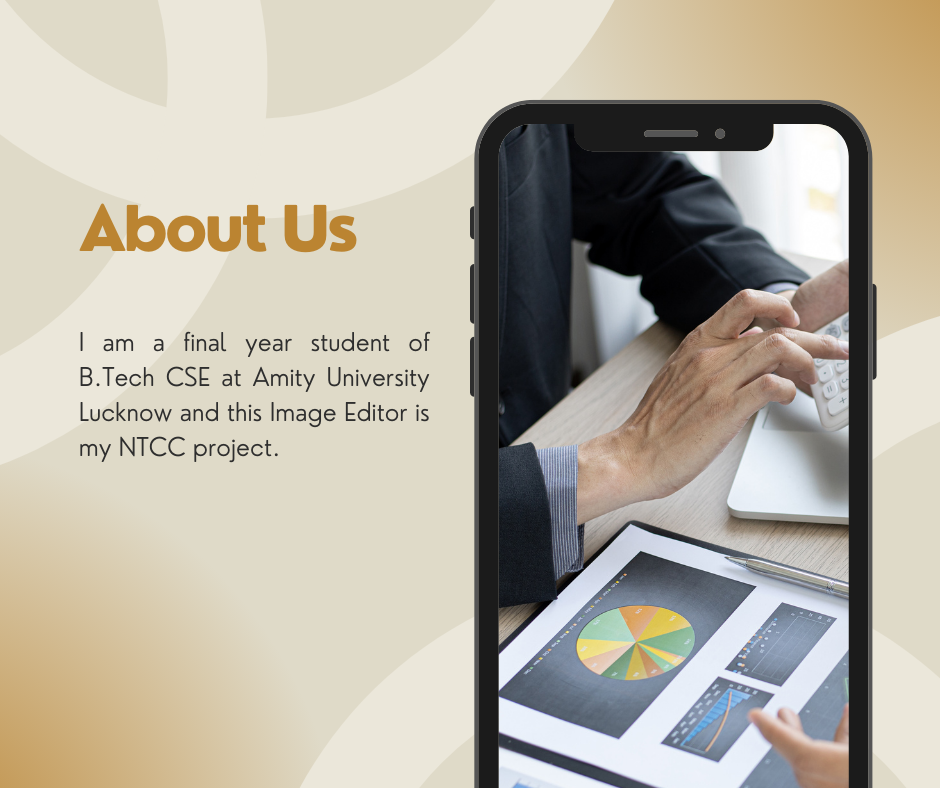 About Us
I am a final year student of
B.Tech CSE at Amity University
Lucknow and this Image Editor is
my NTCC project.